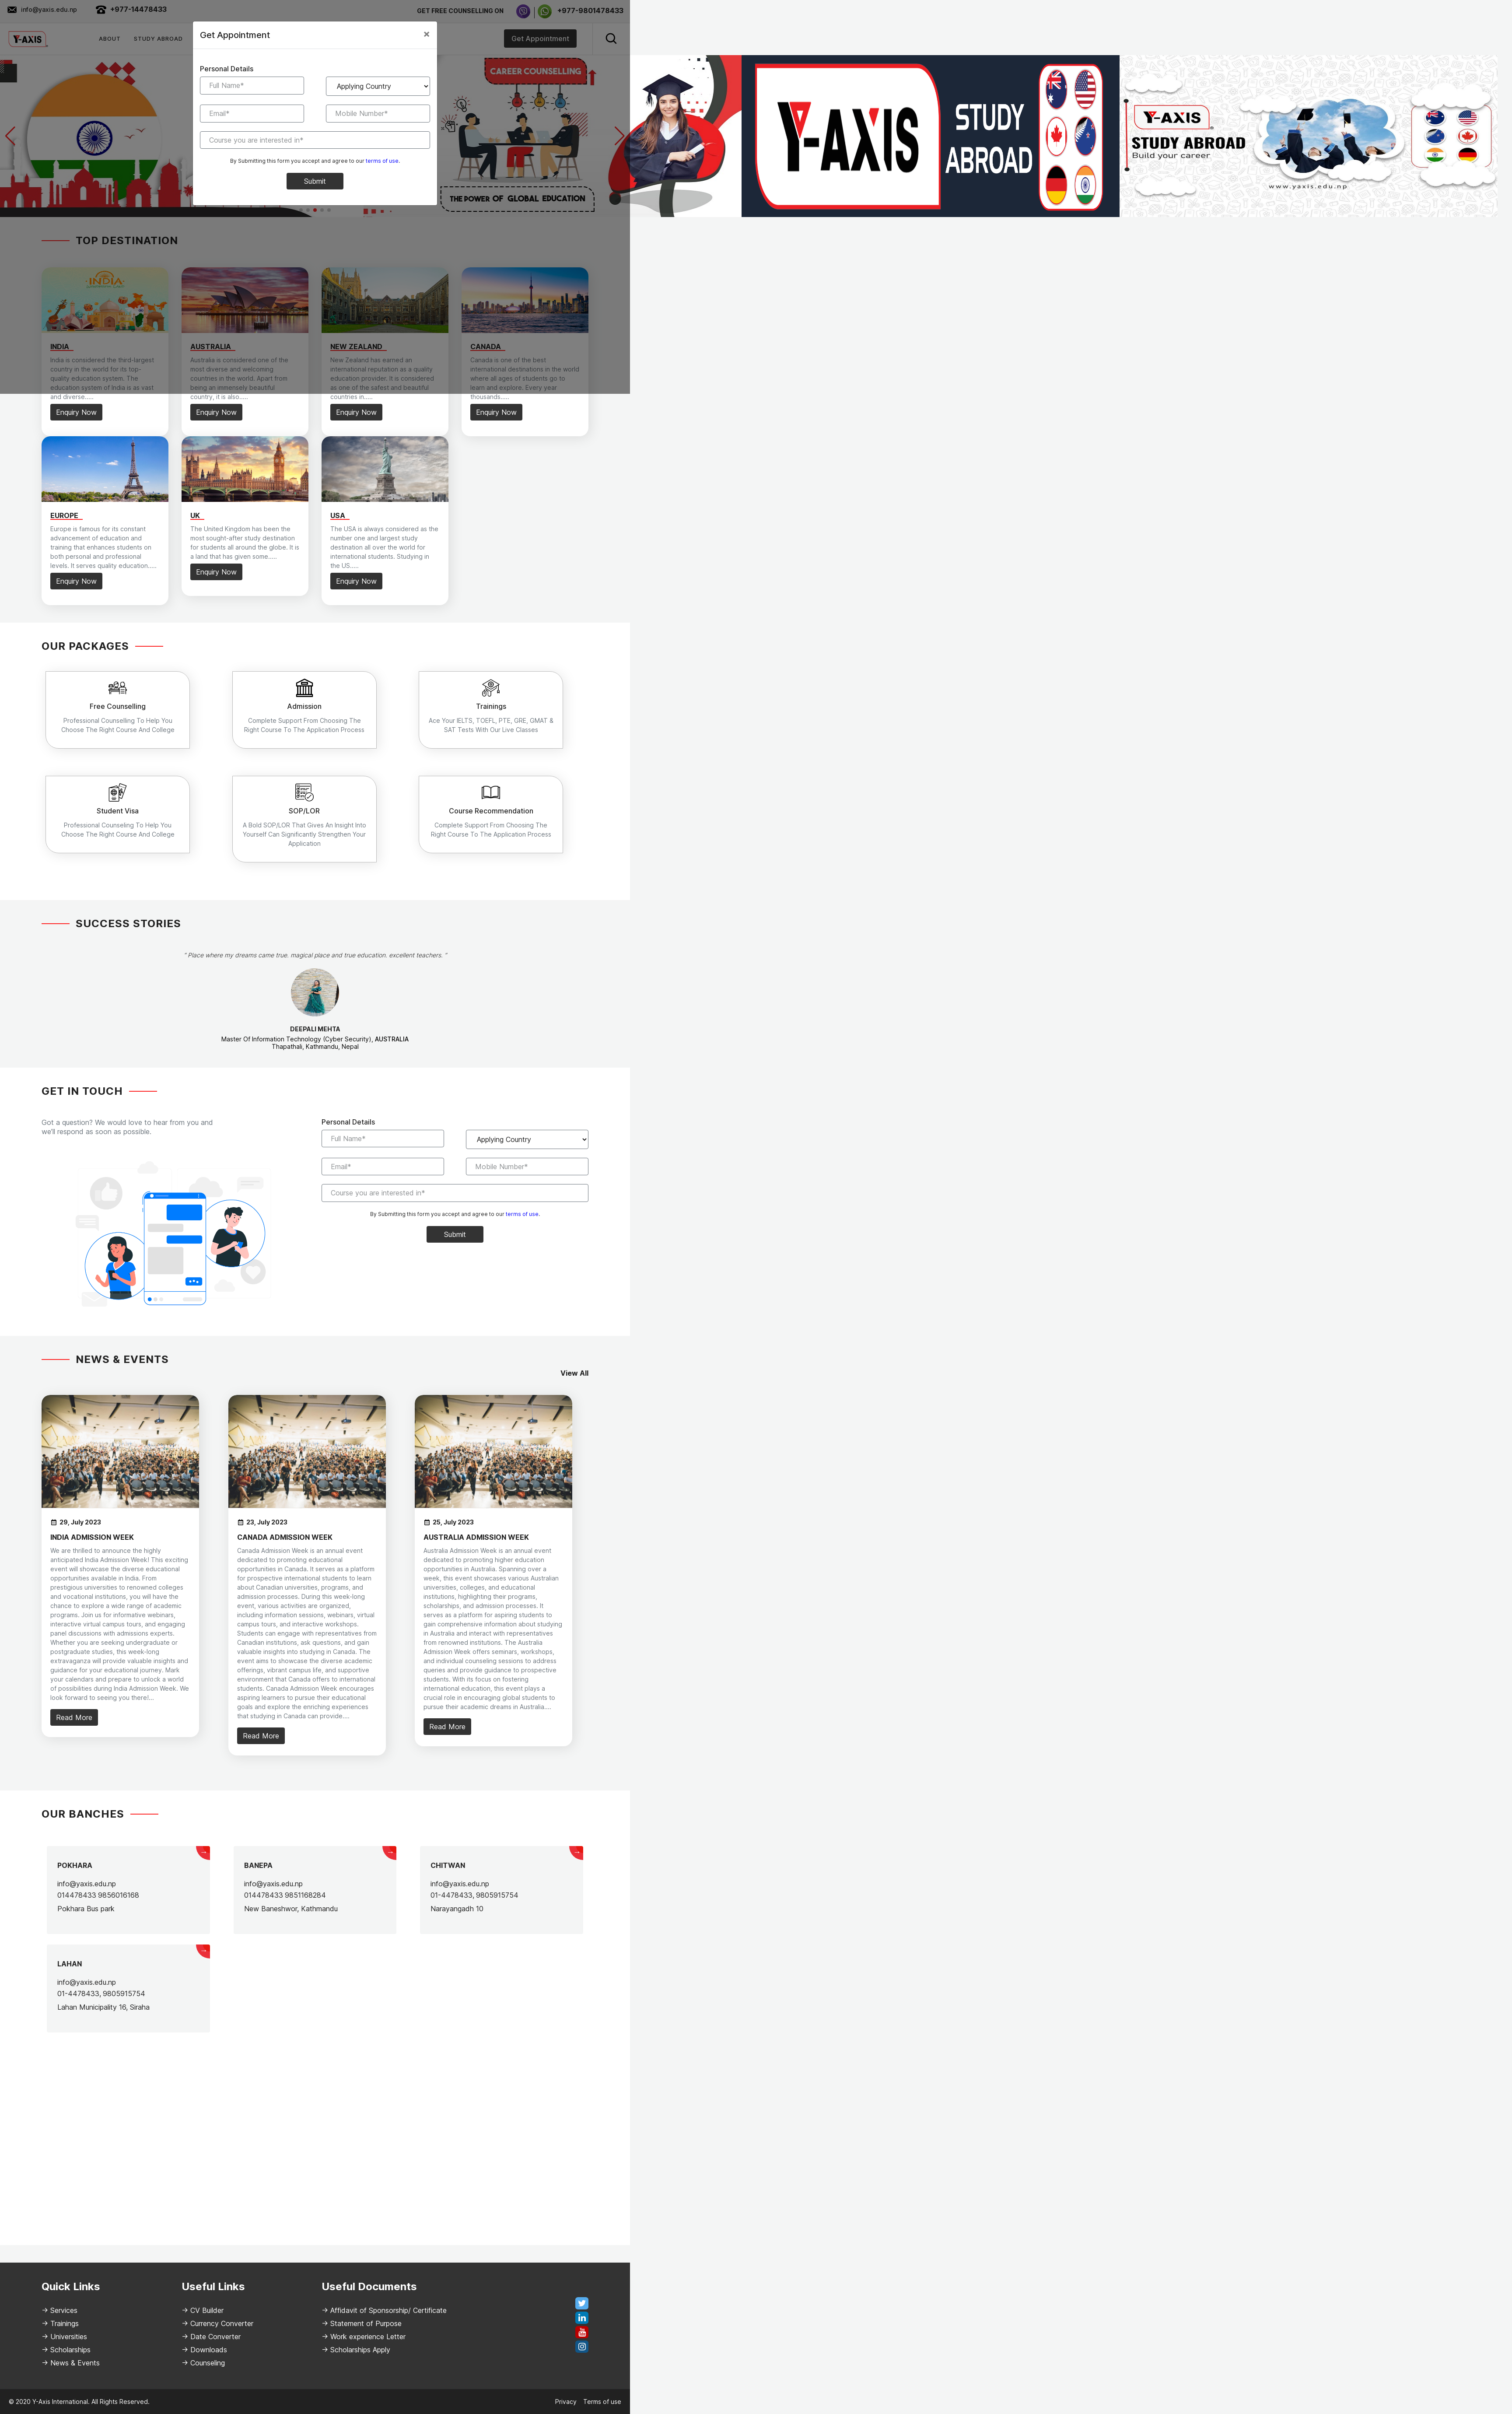 info@yaxis.edu.np
+977-14478433
GET FREE COUNSELLING ON
+977-9801478433
Y-AXIS
ABOUT
STUDY ABROAD
Get Appointment
Get Appointment
×
Personal Details
Full Name*
Applying Country
Email*
Mobile Number*
Course you are interested in*
By Submitting this form you accept and agree to our terms of use.
Submit
CAREER COUNSELLING
THE POWER OF GLOBAL EDUCATION
Y-AXIS
STUDY
ABROAD
Y-AXIS
STUDY ABROAD
Build your career
www.yaxis.edu.np
TOP DESTINATION
INDIA
INDIA
India is considered the third-largest
country in the world for its top-
quality education system. The
education system of India is as vast
and diverse.....
Enquiry Now
AUSTRALIA
Australia is considered one of the
most diverse and welcoming
countries in the world. Apart from
being an immensely beautiful
country, it is also.....
Enquiry Now
NEW ZEALAND
New Zealand has earned an
international reputation as a quality
education provider. It is considered
as one of the safest and beautiful
countries in.....
Enquiry Now
CANADA
Canada is one of the best
international destinations in the world
where all ages of students go to
learn and explore. Every year
thousands.....
Enquiry Now
EUROPE
Europe is famous for its constant
advancement of education and
training that enhances students on
both personal and professional
levels. It serves quality education.....
Enquiry Now
UK
The United Kingdom has been the
most sought-after study destination
for students all around the globe. It is
a land that has given some.....
Enquiry Now
USA
The USA is always considered as the
number one and largest study
destination all over the world for
international students. Studying in
the US.....
Enquiry Now
OUR PACKAGES
Free Counselling
Professional Counselling To Help You
Choose The Right Course And College
Admission
Complete Support From Choosing The
Right Course To The Application Process
Trainings
Ace Your IELTS, TOEFL, PTE, GRE, GMAT &
SAT Tests With Our Live Classes
Student Visa
Professional Counseling To Help You
Choose The Right Course And College
SOP/LOR
A Bold SOP/LOR That Gives An Insight Into
Yourself Can Significantly Strengthen Your
Application
Course Recommendation
Complete Support From Choosing The
Right Course To The Application Process
SUCCESS STORIES
" Place where my dreams came true. magical place and true education. excellent teachers. "
DEEPALI MEHTA
Master Of Information Technology (Cyber Security), AUSTRALIA
Thapathali, Kathmandu, Nepal
GET IN TOUCH
Got a question? We would love to hear from you and
we'll respond as soon as possible.
Personal Details
Full Name*
Applying Country
Email*
Mobile Number*
Course you are interested in*
By Submitting this form you accept and agree to our terms of use.
Submit
NEWS & EVENTS
View All
29, July 2023
INDIA ADMISSION WEEK
We are thrilled to announce the highly
anticipated India Admission Week! This exciting
event will showcase the diverse educational
opportunities available in India. From
prestigious universities to renowned colleges
and vocational institutions, you will have the
chance to explore a wide range of academic
programs. Join us for informative webinars,
interactive virtual campus tours, and engaging
panel discussions with admissions experts.
Whether you are seeking undergraduate or
postgraduate studies, this week-long
extravaganza will provide valuable insights and
guidance for your educational journey. Mark
your calendars and prepare to unlock a world
of possibilities during India Admission Week. We
look forward to seeing you there!...
Read More
23, July 2023
CANADA ADMISSION WEEK
Canada Admission Week is an annual event
dedicated to promoting educational
opportunities in Canada. It serves as a platform
for prospective international students to learn
about Canadian universities, programs, and
admission processes. During this week-long
event, various activities are organized,
including information sessions, webinars, virtual
campus tours, and interactive workshops.
Students can engage with representatives from
Canadian institutions, ask questions, and gain
valuable insights into studying in Canada. The
event aims to showcase the diverse academic
offerings, vibrant campus life, and supportive
environment that Canada offers to international
students. Canada Admission Week encourages
aspiring learners to pursue their educational
goals and explore the enriching experiences
that studying in Canada can provide....
Read More
25, July 2023
AUSTRALIA ADMISSION WEEK
Australia Admission Week is an annual event
dedicated to promoting higher education
opportunities in Australia. Spanning over a
week, this event showcases various Australian
universities, colleges, and educational
institutions, highlighting their programs,
scholarships, and admission processes. It
serves as a platform for aspiring students to
gain comprehensive information about studying
in Australia and interact with representatives
from renowned institutions. The Australia
Admission Week offers seminars, workshops,
and individual counseling sessions to address
queries and provide guidance to prospective
students. With its focus on fostering
international education, this event plays a
crucial role in encouraging global students to
pursue their academic dreams in Australia....
Read More
OUR BANCHES
POKHARA
info@yaxis.edu.np
014478433 9856016168
Pokhara Bus park
BANEPA
info@yaxis.edu.np
014478433 9851168284
New Baneshwor, Kathmandu
CHITWAN
info@yaxis.edu.np
01-4478433, 9805915754
Narayangadh 10
LAHAN
info@yaxis.edu.np
01-4478433, 9805915754
Lahan Municipality 16, Siraha
Quick Links
→ Services
→ Trainings
→ Universities
→ Scholarships
→ News & Events
Useful Links
→ CV Builder
→ Currency Converter
→ Date Converter
→ Downloads
→ Counseling
Useful Documents
→ Affidavit of Sponsorship/ Certificate
→ Statement of Purpose
→ Work experience Letter
→ Scholarships Apply
© 2020 Y-Axis International. All Rights Reserved.
Privacy
Terms of use